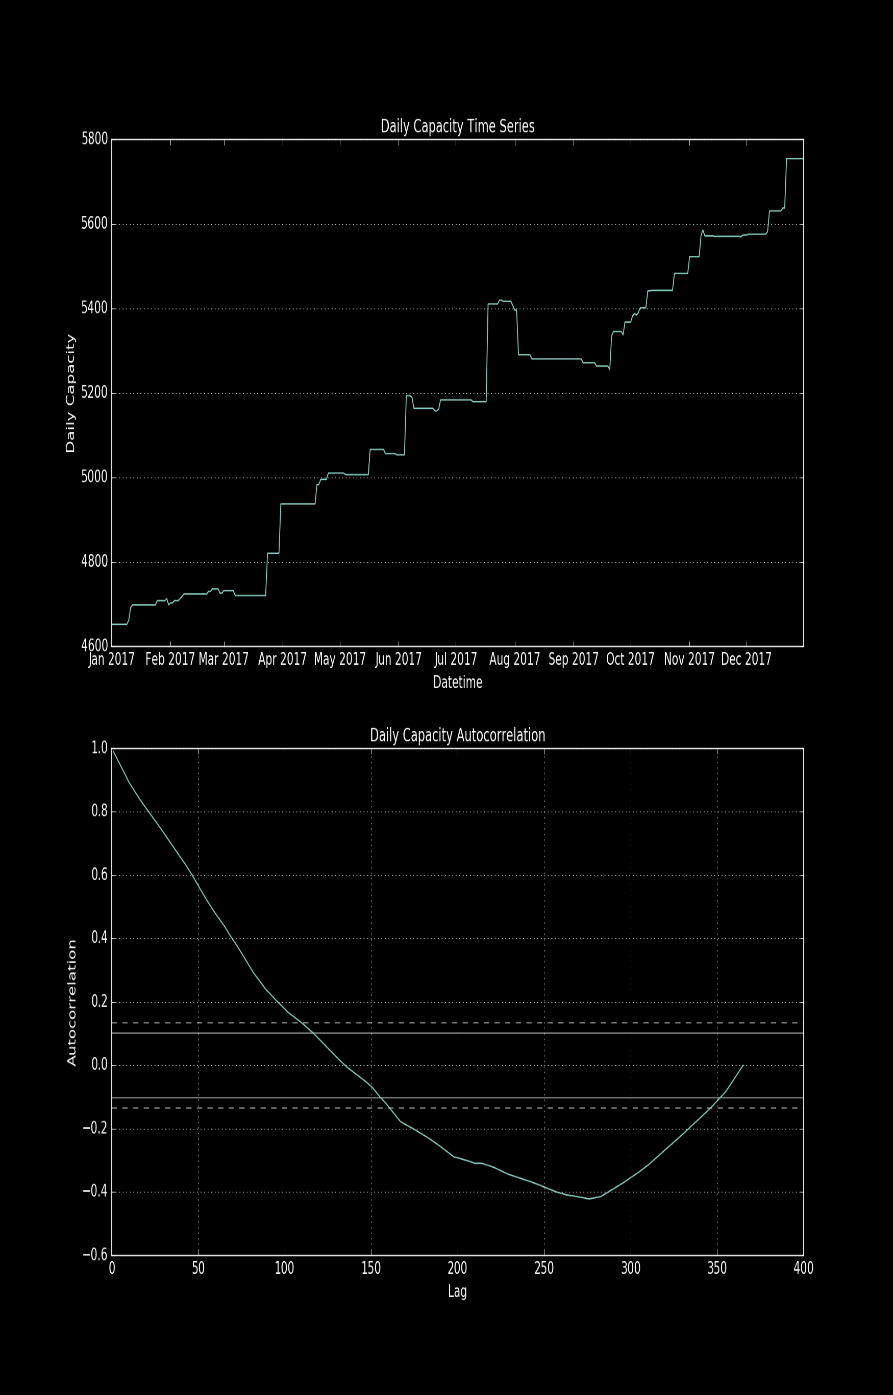 Daily Capacity Time Series
5800
5600
5400
5200
5000
4800
4600
Daily Capacity
Jan 2017 Feb 2017 Mar 2017 Apr 2017 May 2017 Jun 2017 Jul 2017 Aug 2017 Sep 2017 Oct 2017 Nov 2017 Dec 2017
Datetime
Daily Capacity Autocorrelation
1.0
0.8
0.6
0.4
0.2
0.0
−0.2
−0.4
−0.6
Autocorrelation
0 50 100 150 200 250 300 350 400
Lag